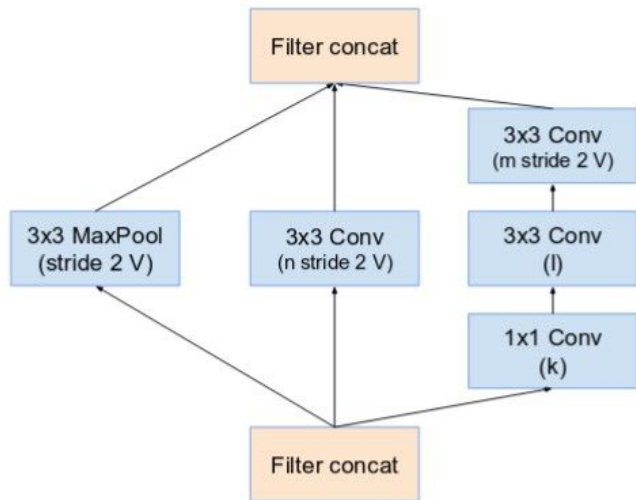 Filter concat
3x3 Conv
(m stride 2 V)
3x3 MaxPool
(stride 2 V)
3x3 Conv
(n stride 2 V)
3x3 Conv
(l)
1x1 Conv
(k)
Filter concat